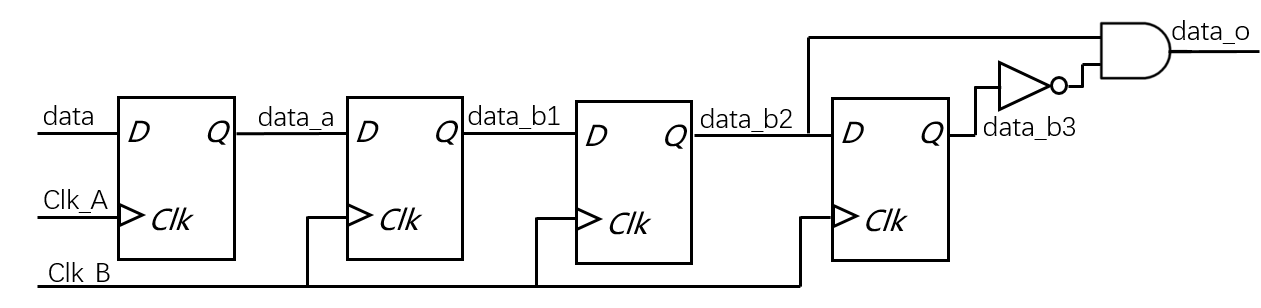 data_o
data
D
Q
data_a
D
Q
data_b1
D
Q
data_b2
D
Q
data_b3
Clk_A
Clk
Clk
Clk
Clk
Clk_B